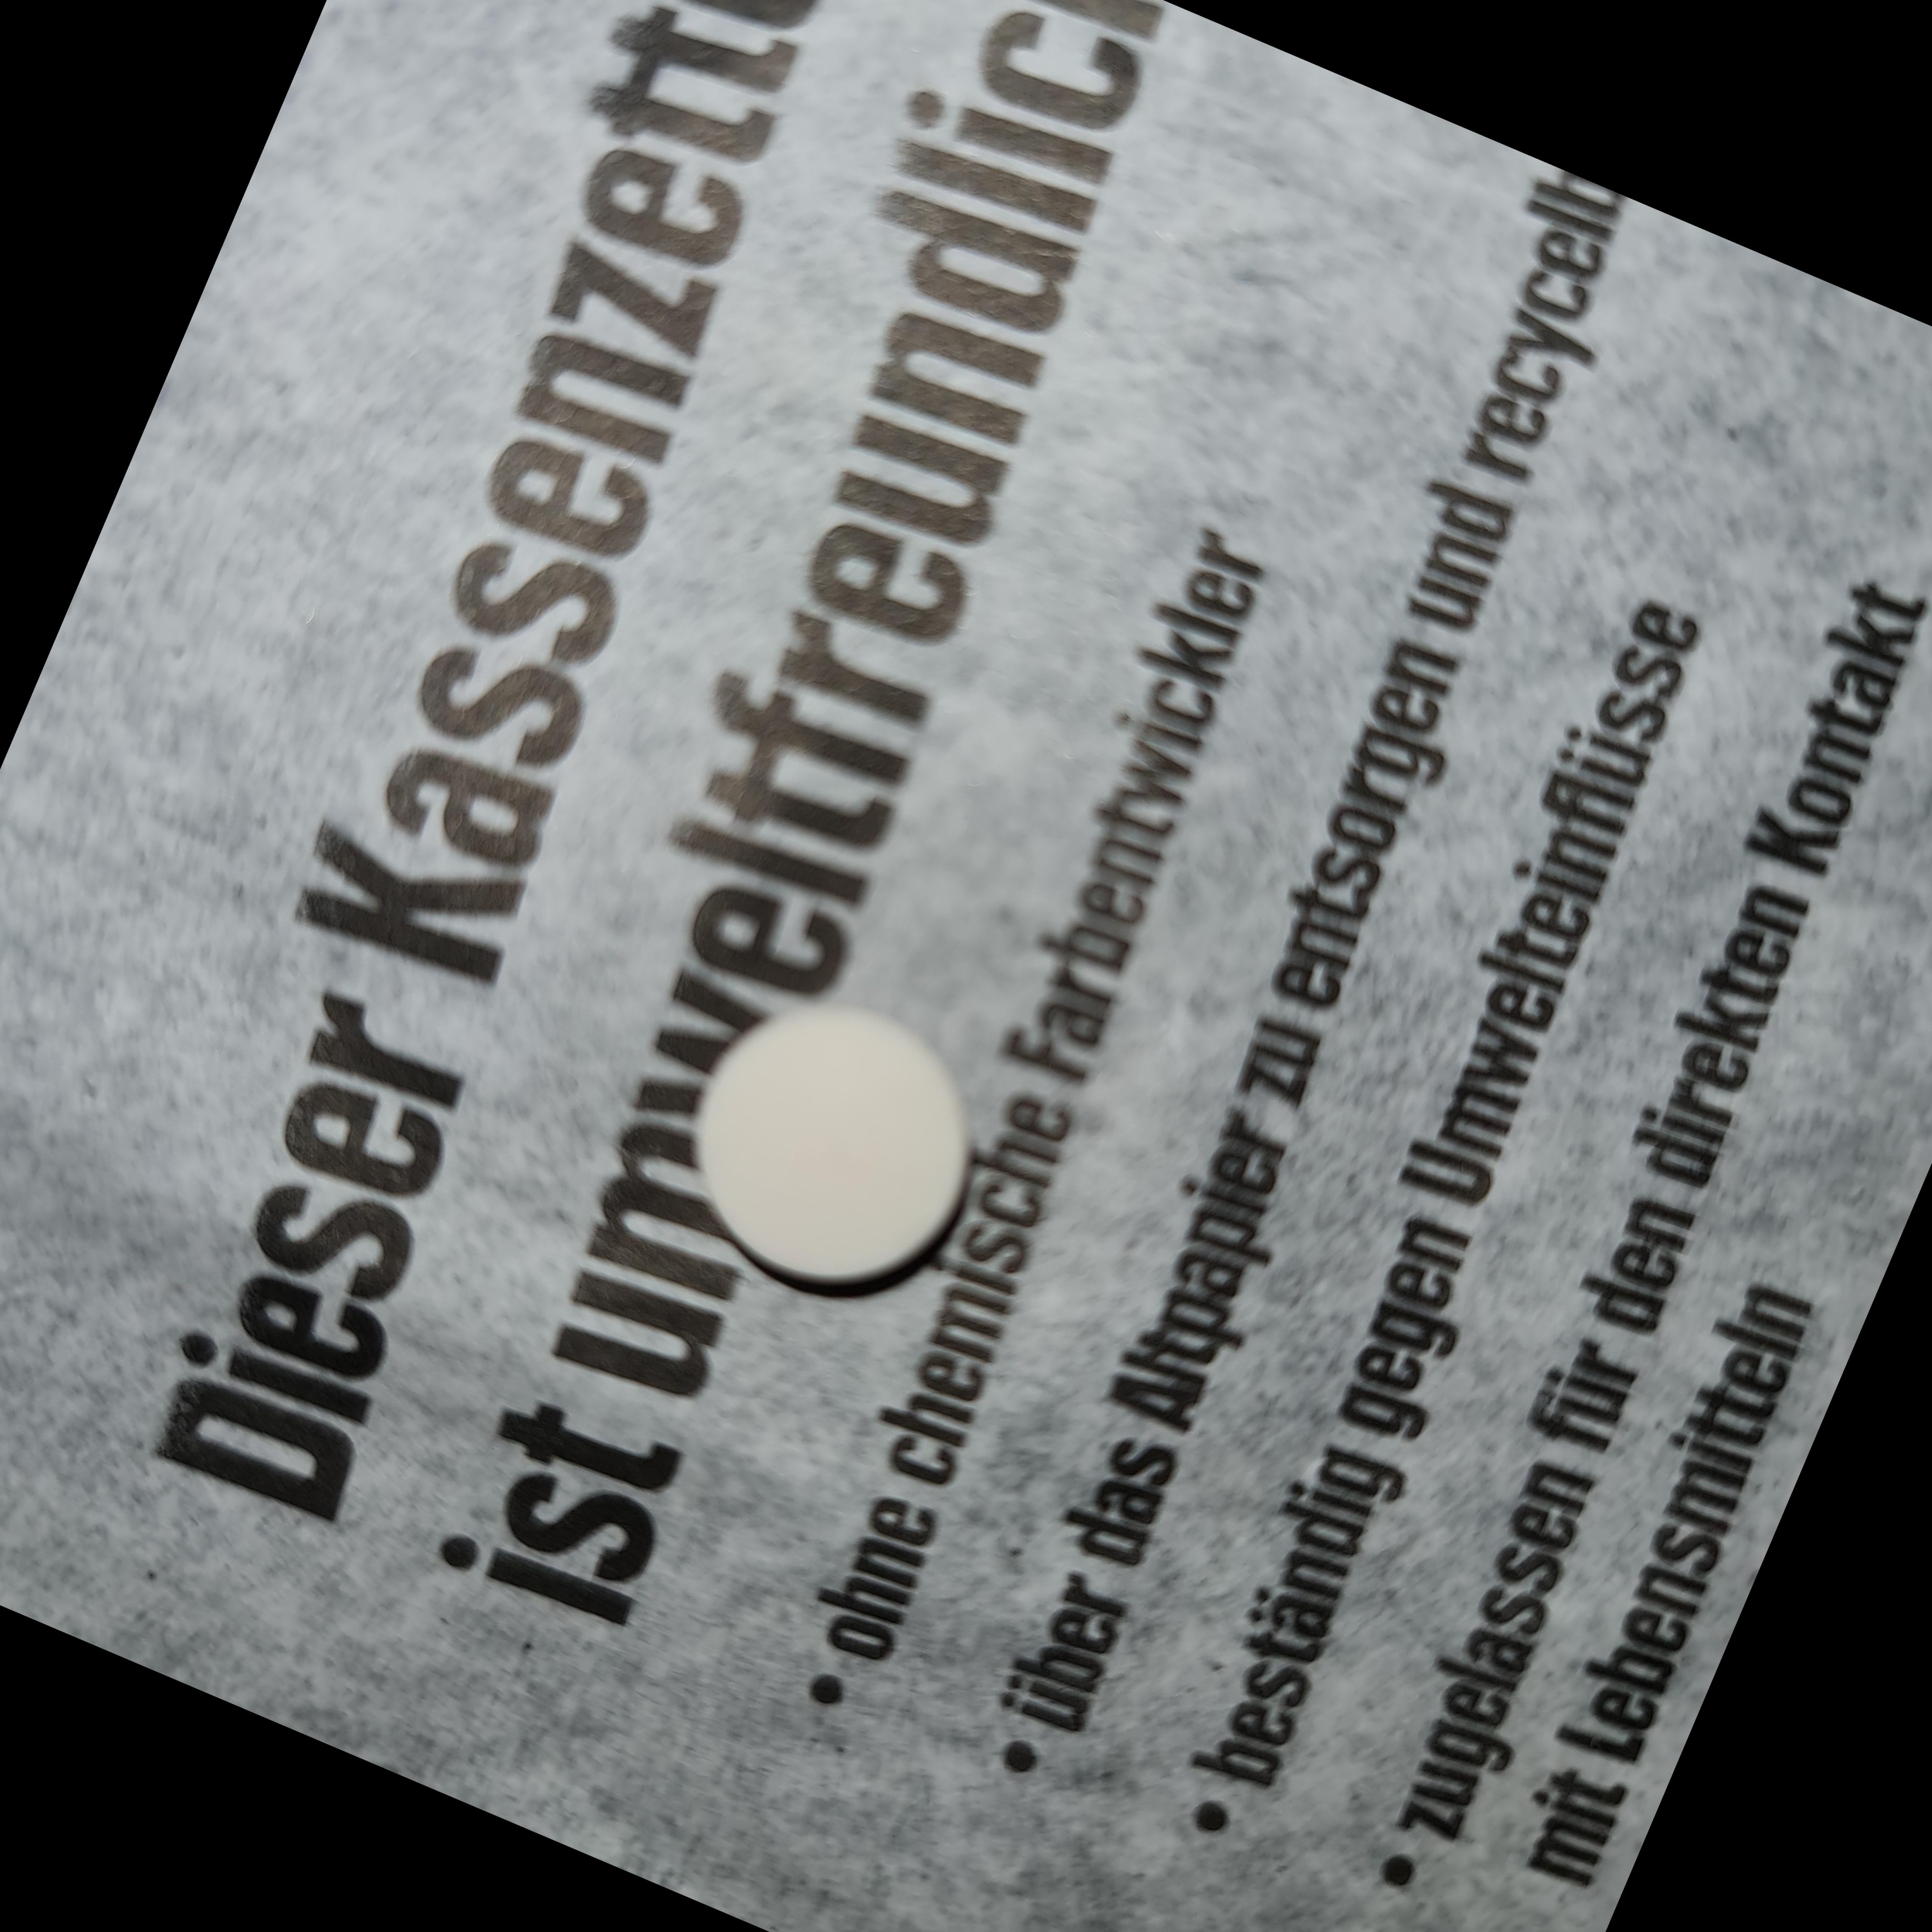 Dieser Kassenzett
ist umweltfreundlic
• ohne chemische Farbentwickler
• über das Altpapier zu entsorgen und recycelb
• beständig gegen Umwelteinflüsse
• zugelassen für den direkten Kontakt
mit Lebensmitteln